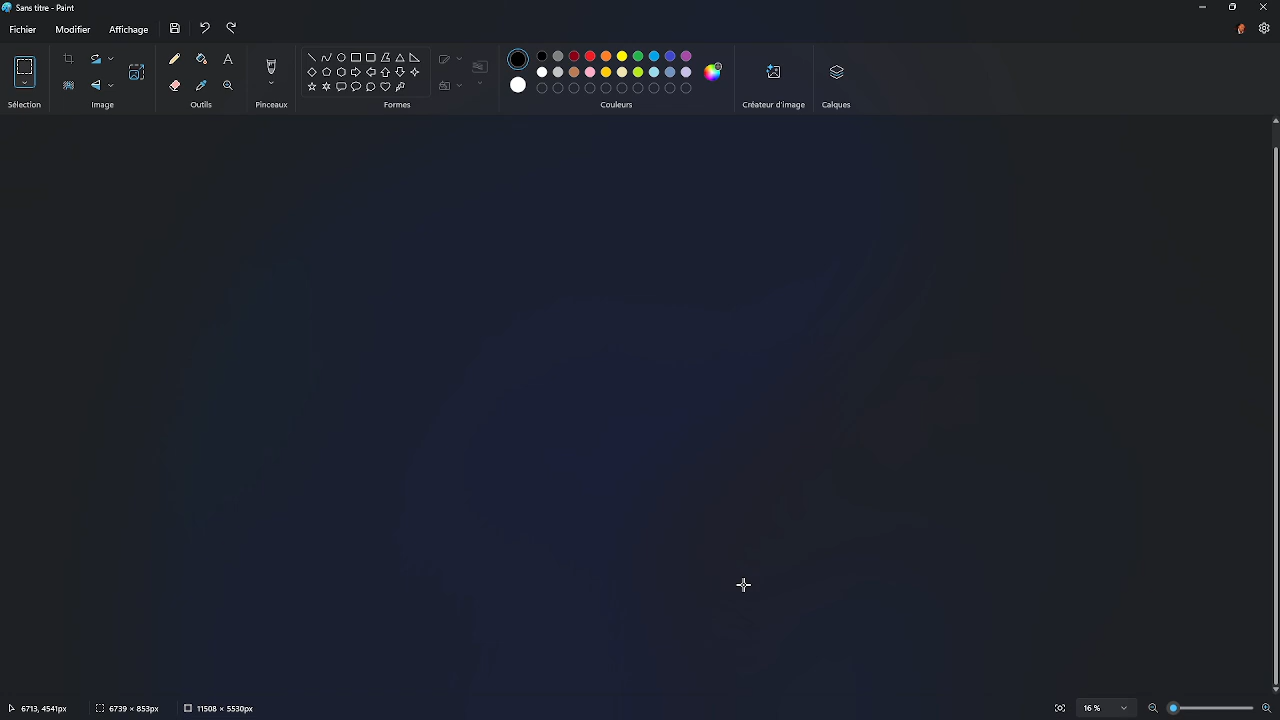 Sans titre - Paint
Fichier Modifier Affichage
Sélection Image Outils Pinceaux Formes Couleurs Créateur d'image Calques
6713, 4541px 6739 × 853px 11508 × 5530px 16 %